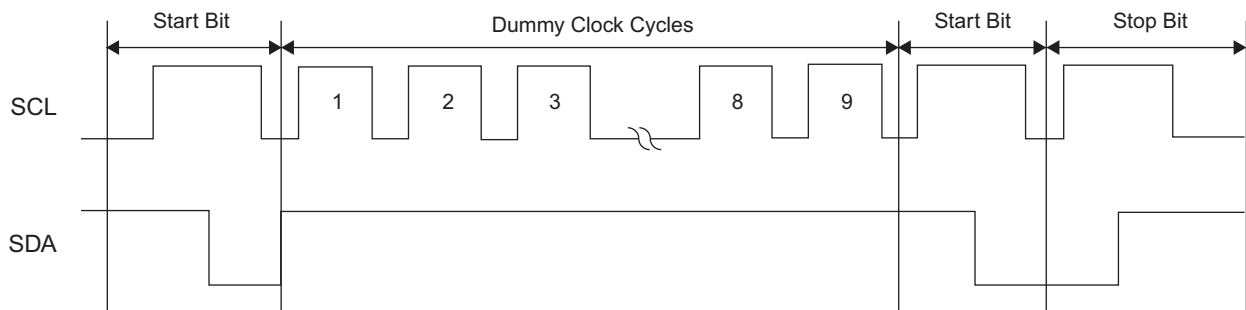 Start Bit Dummy Clock Cycles Start Bit Stop Bit
SCL 1 2 3 8 9
SDA